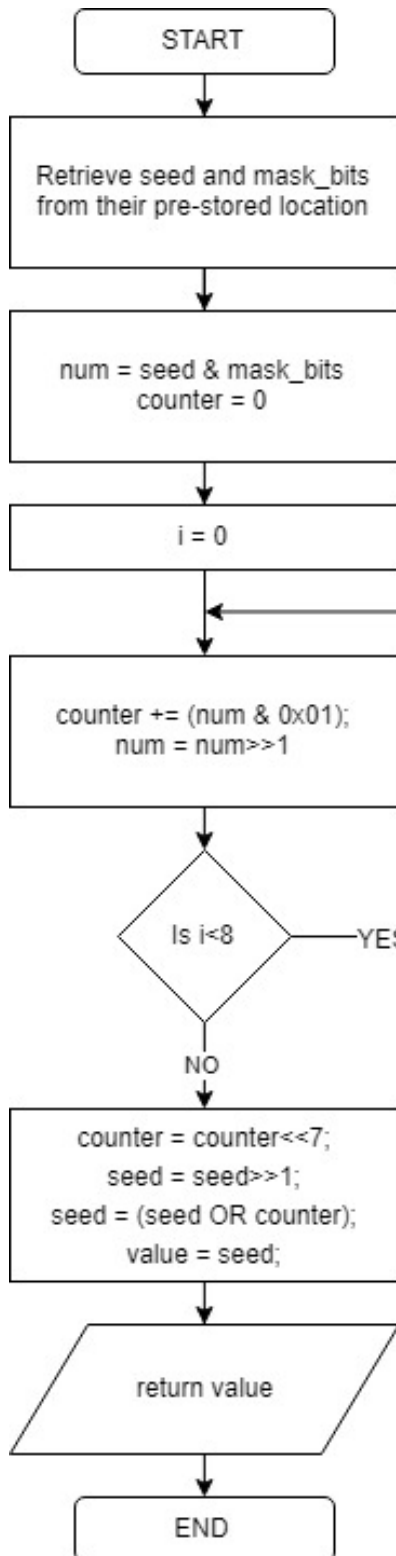 START
Retrieve seed and mask_bits
from their pre-stored location
num = seed & mask_bits
counter = 0
i = 0
counter += (num & 0x01);
num = num>>1
Is i<8
YES
NO
counter = counter<<7;
seed = seed>>1;
seed = (seed OR counter);
value = seed;
return value
END